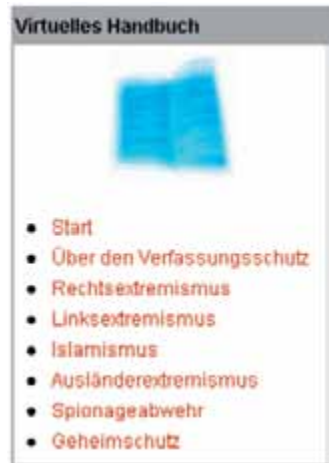 Virtuelles Handbuch
Start
Über den Verfassungsschutz
Rechtsextremismus
Linksextremismus
Islamismus
Ausländerextremismus
Spionageabwehr
Geheimschutz